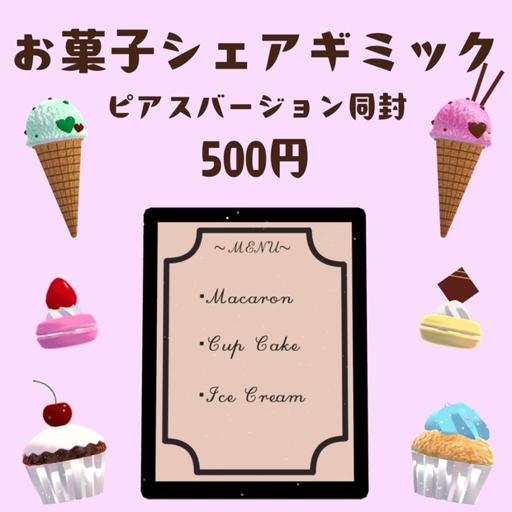 お菓子シェアギミック
ピアスバージョン同封
500円
～MENU～
▪Macaron
▪Cup Cake
▪Ice Cream